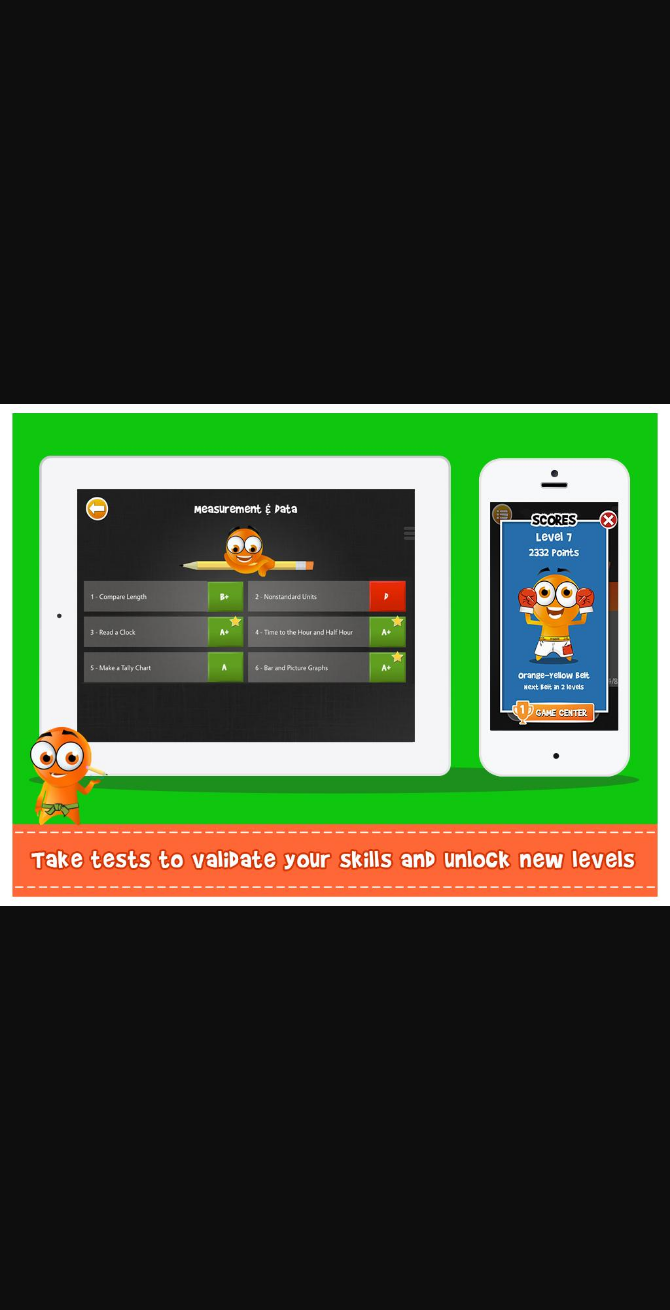 Measurement & Data
1 - Compare Length
B+
2 - Nonstandard Units
D
3 - Read a Clock
A+
4 - Time to the Hour and Half Hour
A+
5 - Make a Tally Chart
A
6 - Bar and Picture Graphs
A+
SCORES
Level 7
2332 Points
Orange-Yellow Belt
Next Belt in 2 levels
1
GAME CENTER
Take tests to validate your skills and unlock new levels